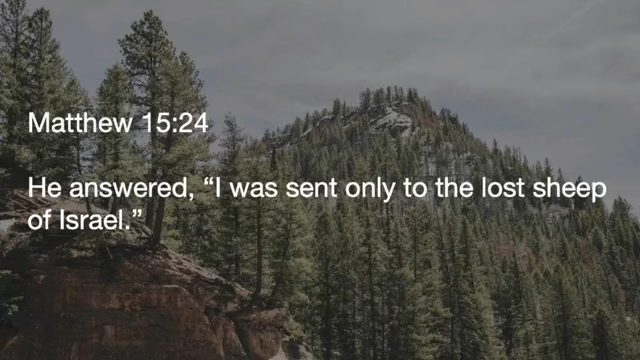 Matthew 15:24
He answered, “I was sent only to the lost sheep
of Israel.”